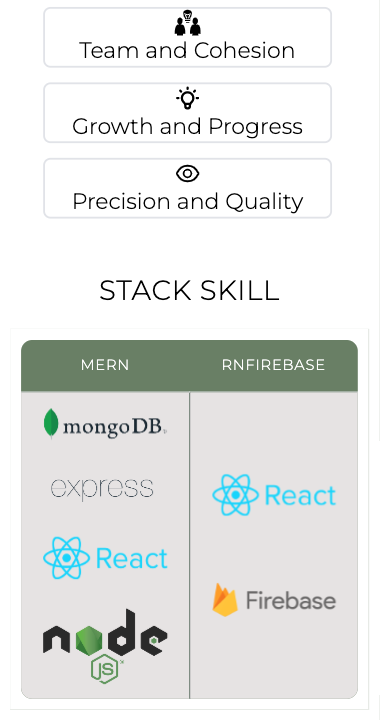 Team and Cohesion
Growth and Progress
Precision and Quality
STACK SKILL
MERN
RNFIREBASE
mongoDB
express
React
node
JS
React
Firebase